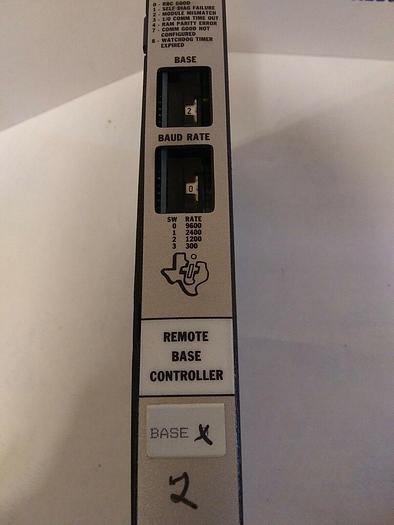 0 - RBC GOOD
1 - SELF-DIAG FAILURE
2 - MODULE MISMATCH
3 - I/O COMM TIME OUT
4 - RAM PARITY ERROR
7 - COMM GOOD NOT
CONFIGURED
8 - WATCHDOG TIMER
EXPIRED
BASE
2
BAUD RATE
0
SW RATE
0 9600
1 2400
2 1200
3 300
REMOTE
BASE
CONTROLLER
BASE
2